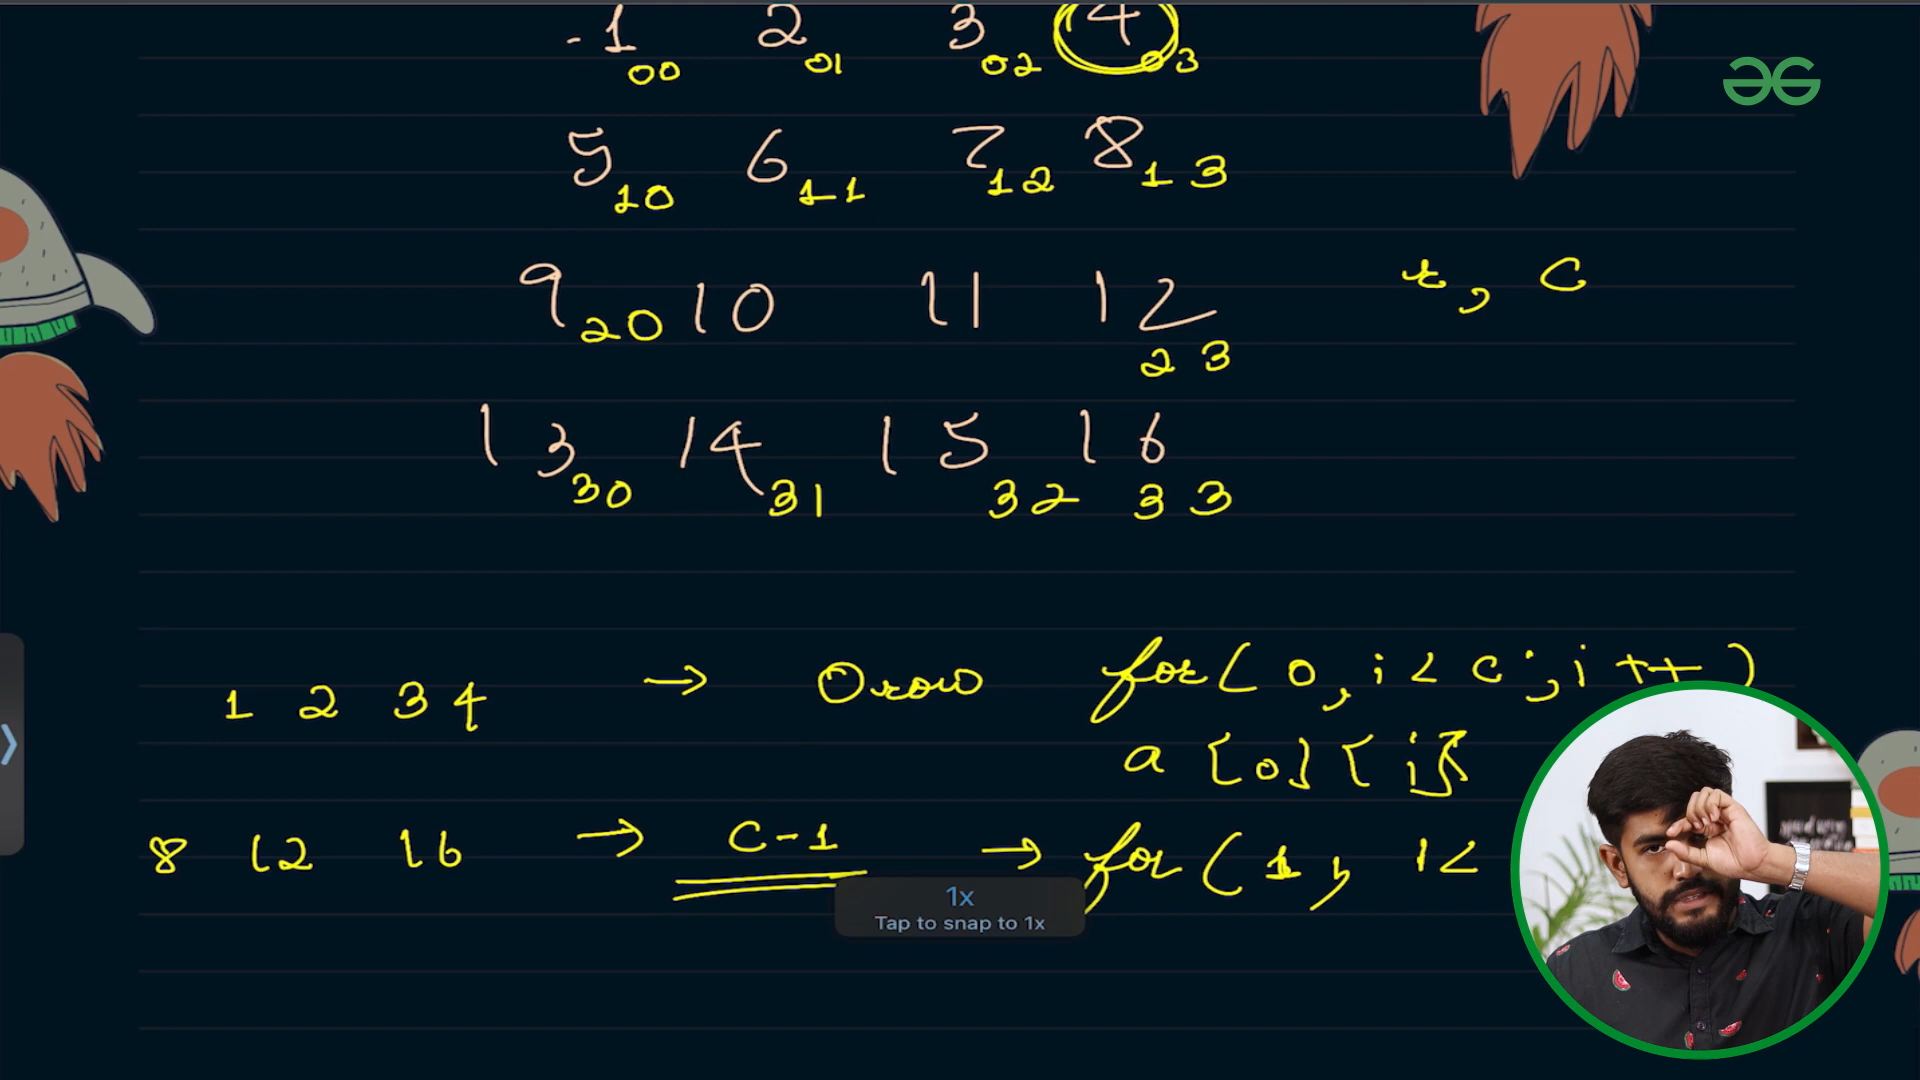 1 2 3 4
00 01 02 03
5 6 7 8
10 11 12 13
9 10 11 12
20 23
r, c
13 14 15 16
30 31 32 33
1 2 3 4 → 0 row for( 0, i < c ; i ++ )
a [0] [i]
8 12 16 → c-1 → for( 1, i <
1x
Tap to snap to 1x